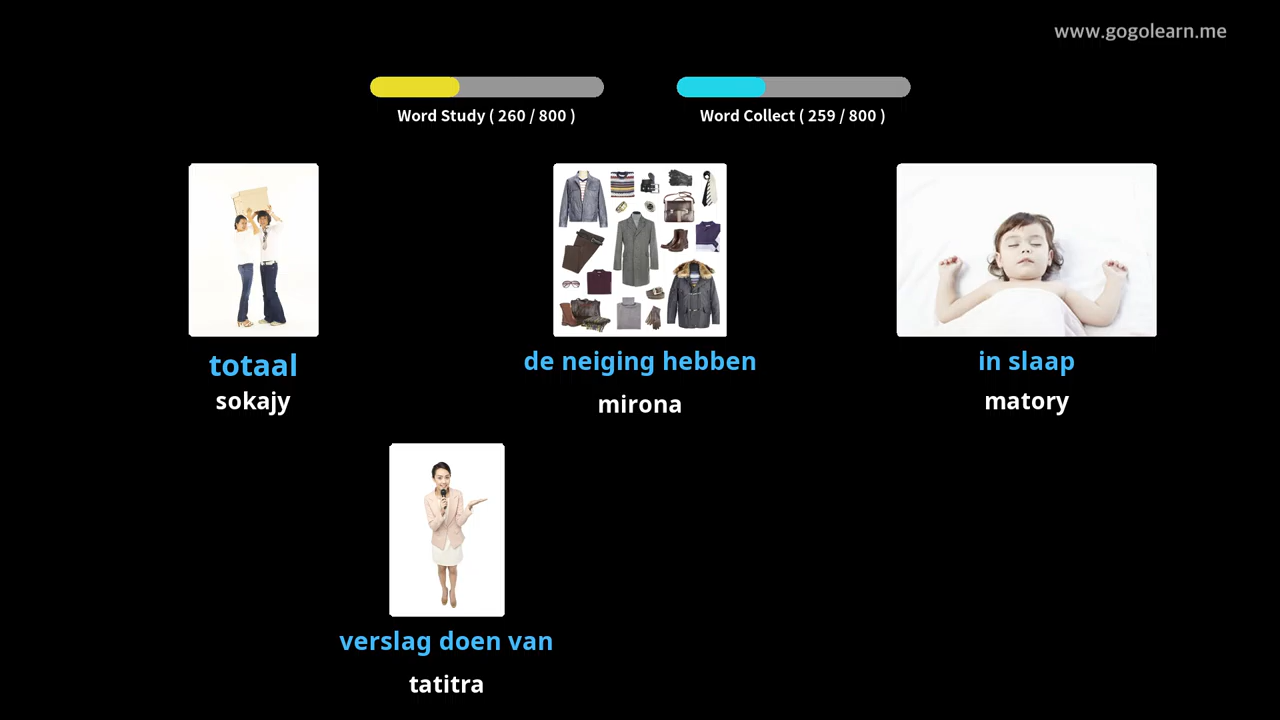 www.gogolearn.me
Word Study ( 260 / 800 )
Word Collect ( 259 / 800 )
totaal
sokajy
de neiging hebben
mirona
in slaap
matory
verslag doen van
tatitra